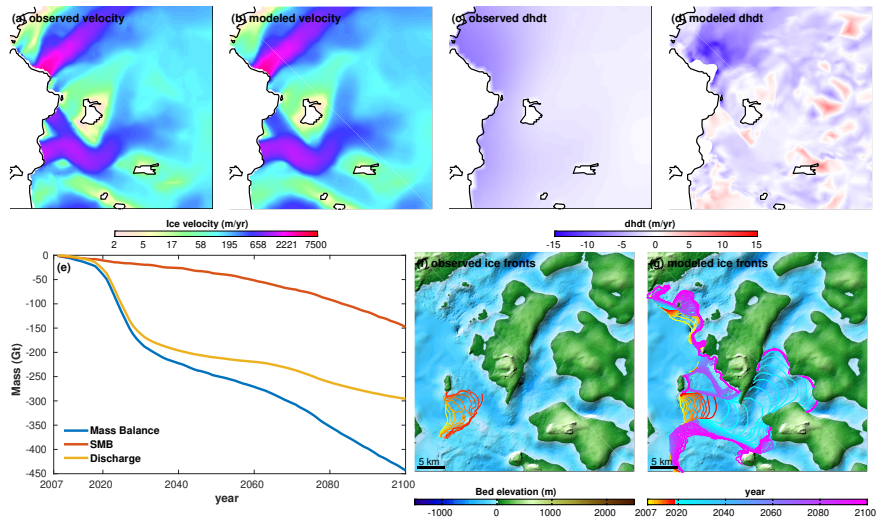 (a) observed velocity
(b) modeled velocity
(c) observed dhdt
(d) modeled dhdt
Ice velocity (m/yr)
2 5 17 58 195 658 2221 7500
dhdt (m/yr)
-15 -10 -5 0 5 10 15
(e)
0
-50
-100
-150
-200
-250
-300
-350
-400
-450
Mass (Gt)
Mass Balance
SMB
Discharge
2007 2020 2040 2060 2080 2100
year
(f) observed ice fronts
5 km
(g) modeled ice fronts
5 km
Bed elevation (m)
-1000 0 1000 2000
year
2007 2020 2040 2060 2080 2100